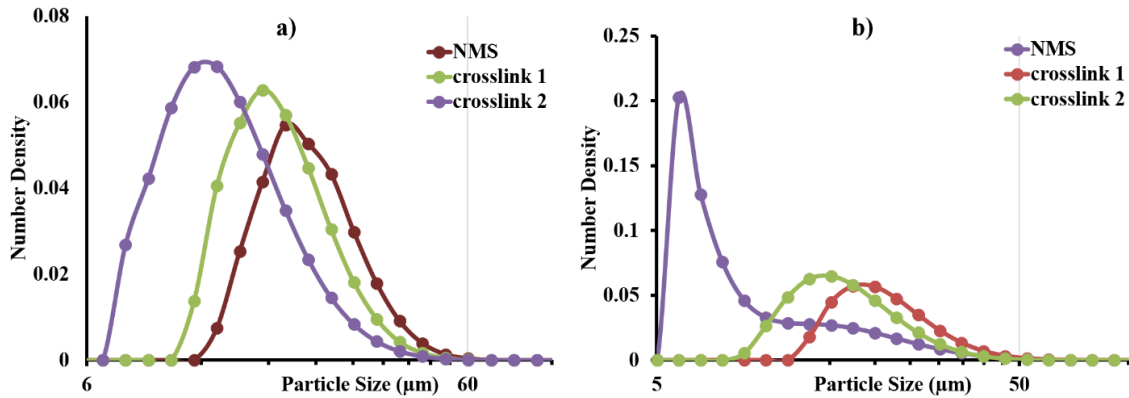 a)
NMS
crosslink 1
crosslink 2
0.08
0.06
0.04
0.02
0
Number Density
6
Particle Size (µm)
60
b)
NMS
crosslink 1
crosslink 2
0.25
0.2
0.15
0.1
0.05
0
Number Density
5
Particle Size (µm)
50